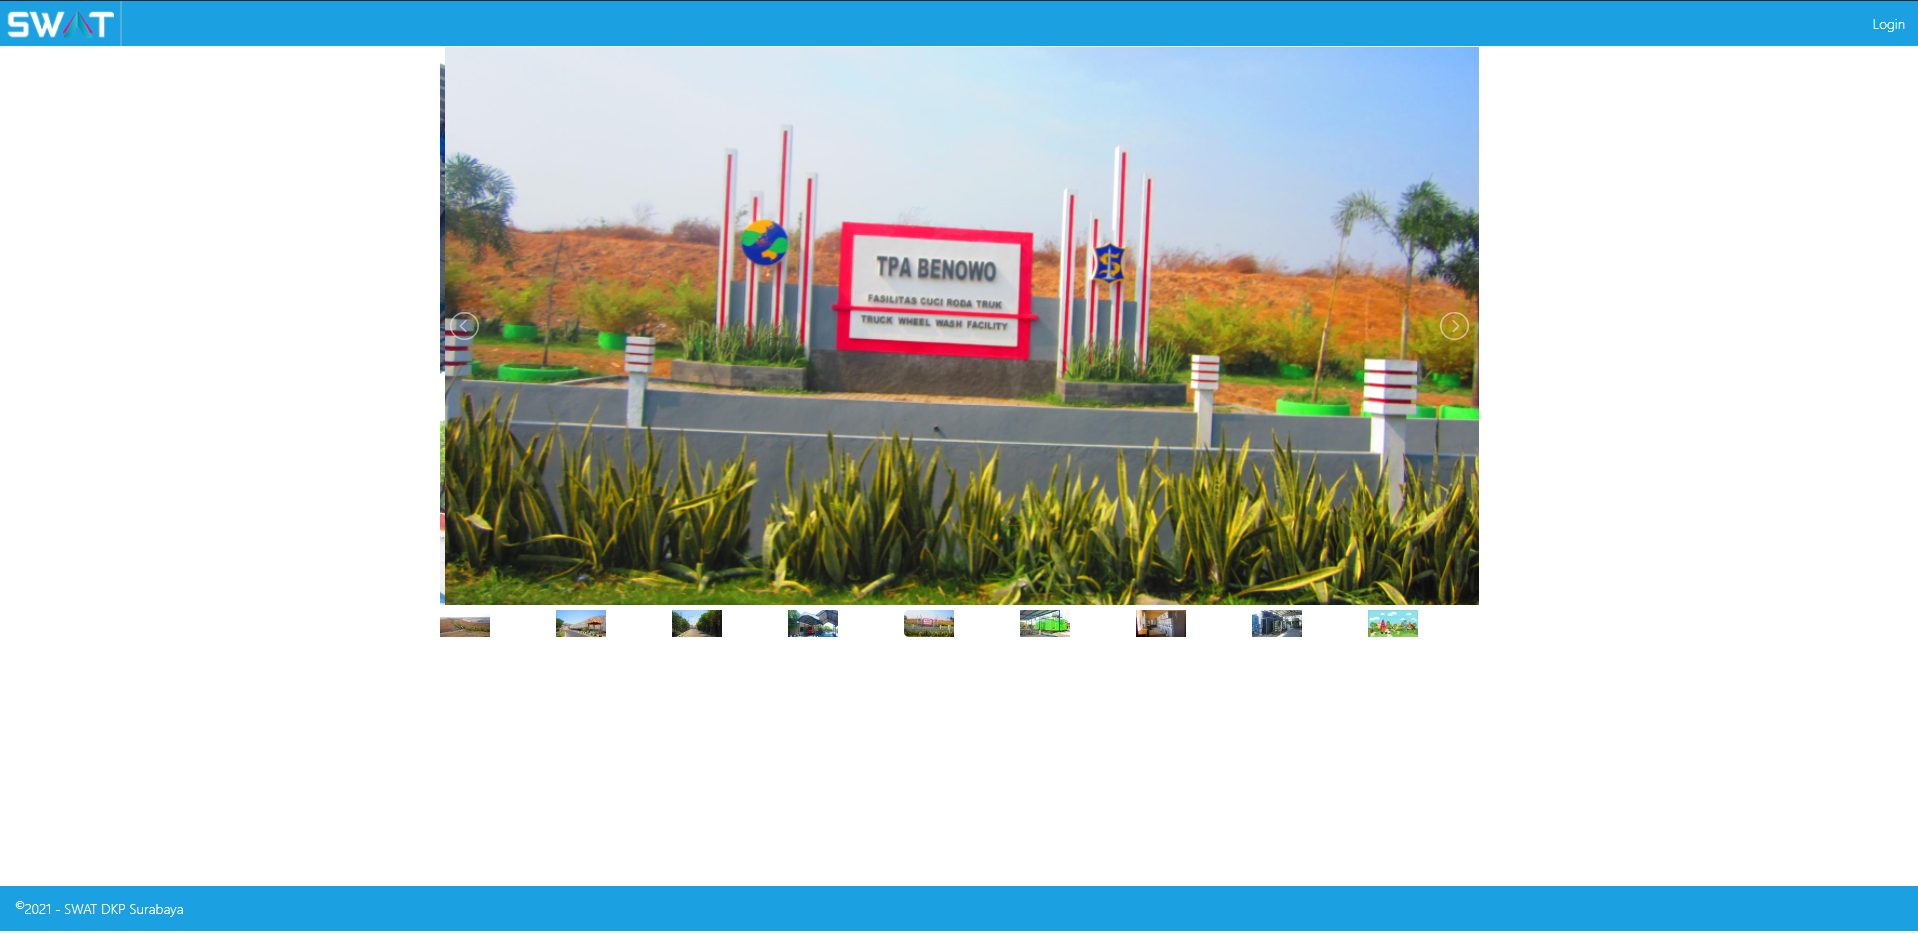 SWAT
Login
TPA BENOWO
FASILITAS CUCI RODA TRUK
TRUCK WHEEL WASH FACILITY
©2021 - SWAT DKP Surabaya